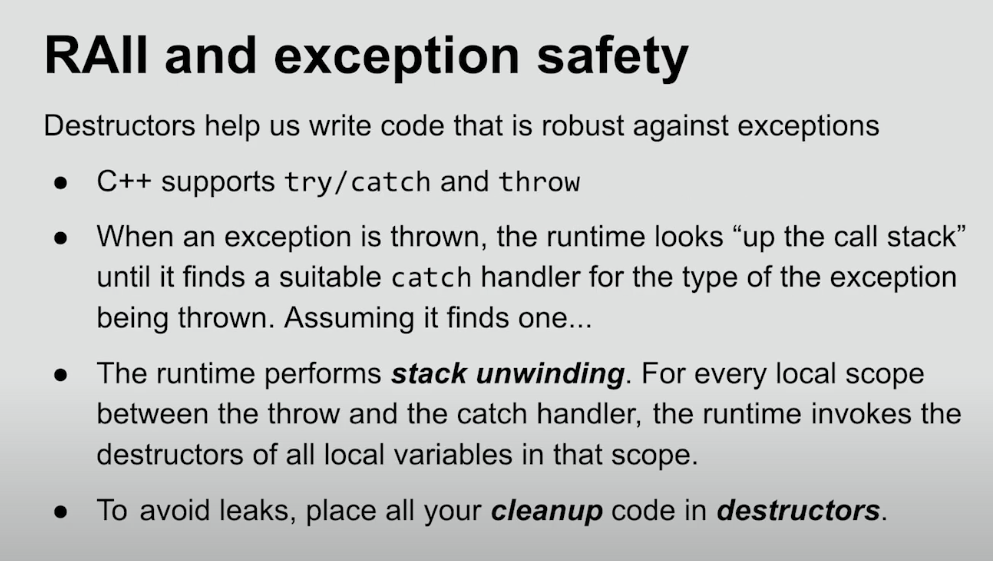 RAII and exception safety
Destructors help us write code that is robust against exceptions
● C++ supports try/catch and throw
● When an exception is thrown, the runtime looks “up the call stack”
until it finds a suitable catch handler for the type of the exception
being thrown. Assuming it finds one...
● The runtime performs stack unwinding. For every local scope
between the throw and the catch handler, the runtime invokes the
destructors of all local variables in that scope.
● To avoid leaks, place all your cleanup code in destructors.